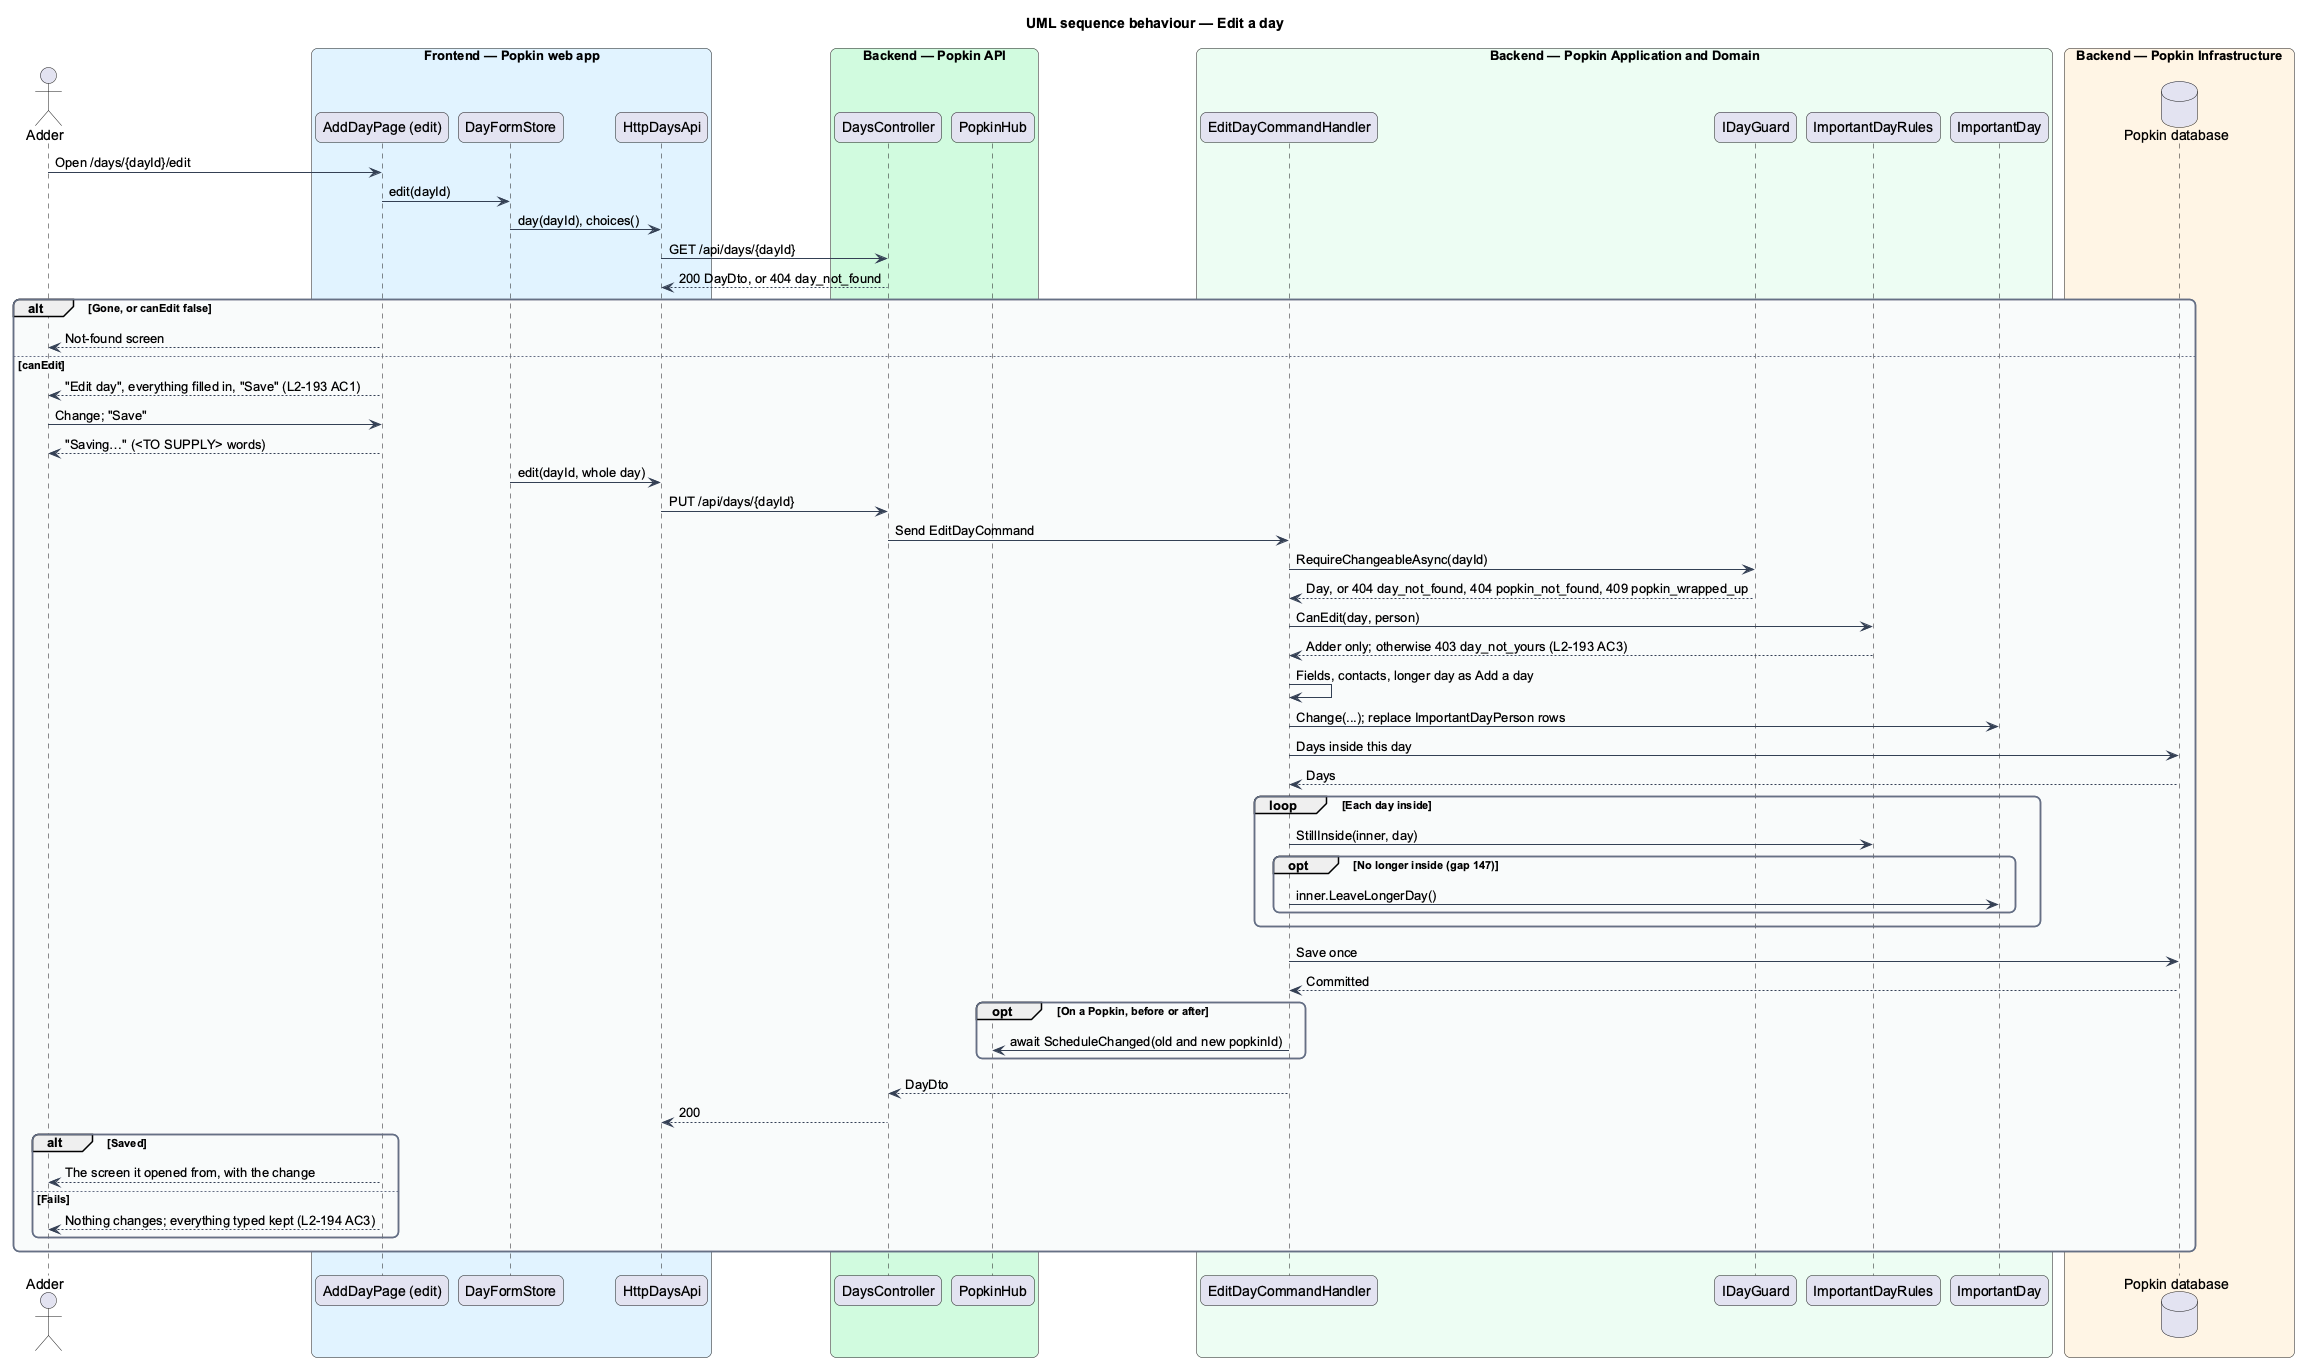 UML sequence behaviour — Edit a day
Frontend — Popkin web app
Backend — Popkin API
Backend — Popkin Application and Domain
Backend — Popkin Infrastructure
Adder
AddDayPage (edit)
DayFormStore
HttpDaysApi
DaysController
PopkinHub
EditDayCommandHandler
IDayGuard
ImportantDayRules
ImportantDay
Popkin database
Open /days/{dayId}/edit
edit(dayId)
day(dayId), choices()
GET /api/days/{dayId}
200 DayDto, or 404 day_not_found
alt [Gone, or canEdit false]
Not-found screen
[canEdit]
"Edit day", everything filled in, "Save" (L2-193 AC1)
Change; "Save"
"Saving…" (<TO SUPPLY> words)
edit(dayId, whole day)
PUT /api/days/{dayId}
Send EditDayCommand
RequireChangeableAsync(dayId)
Day, or 404 day_not_found, 404 popkin_not_found, 409 popkin_wrapped_up
CanEdit(day, person)
Adder only; otherwise 403 day_not_yours (L2-193 AC3)
Fields, contacts, longer day as Add a day
Change(...); replace ImportantDayPerson rows
Days inside this day
Days
loop [Each day inside]
StillInside(inner, day)
opt [No longer inside (gap 147)]
inner.LeaveLongerDay()
Save once
Committed
opt [On a Popkin, before or after]
await ScheduleChanged(old and new popkinId)
DayDto
200
alt [Saved]
The screen it opened from, with the change
[Fails]
Nothing changes; everything typed kept (L2-194 AC3)
Adder
AddDayPage (edit)
DayFormStore
HttpDaysApi
DaysController
PopkinHub
EditDayCommandHandler
IDayGuard
ImportantDayRules
ImportantDay
Popkin database